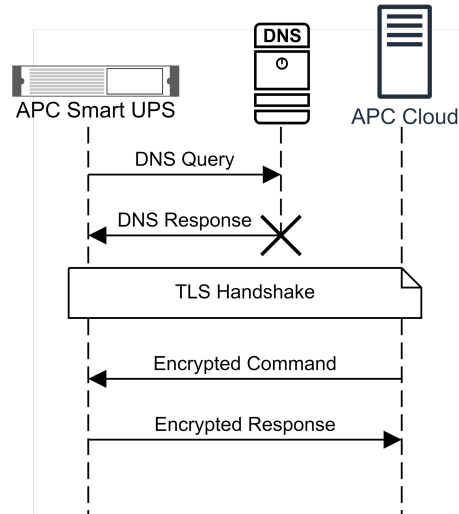 DNS
APC Smart UPS
APC Cloud
DNS Query
DNS Response
TLS Handshake
Encrypted Command
Encrypted Response